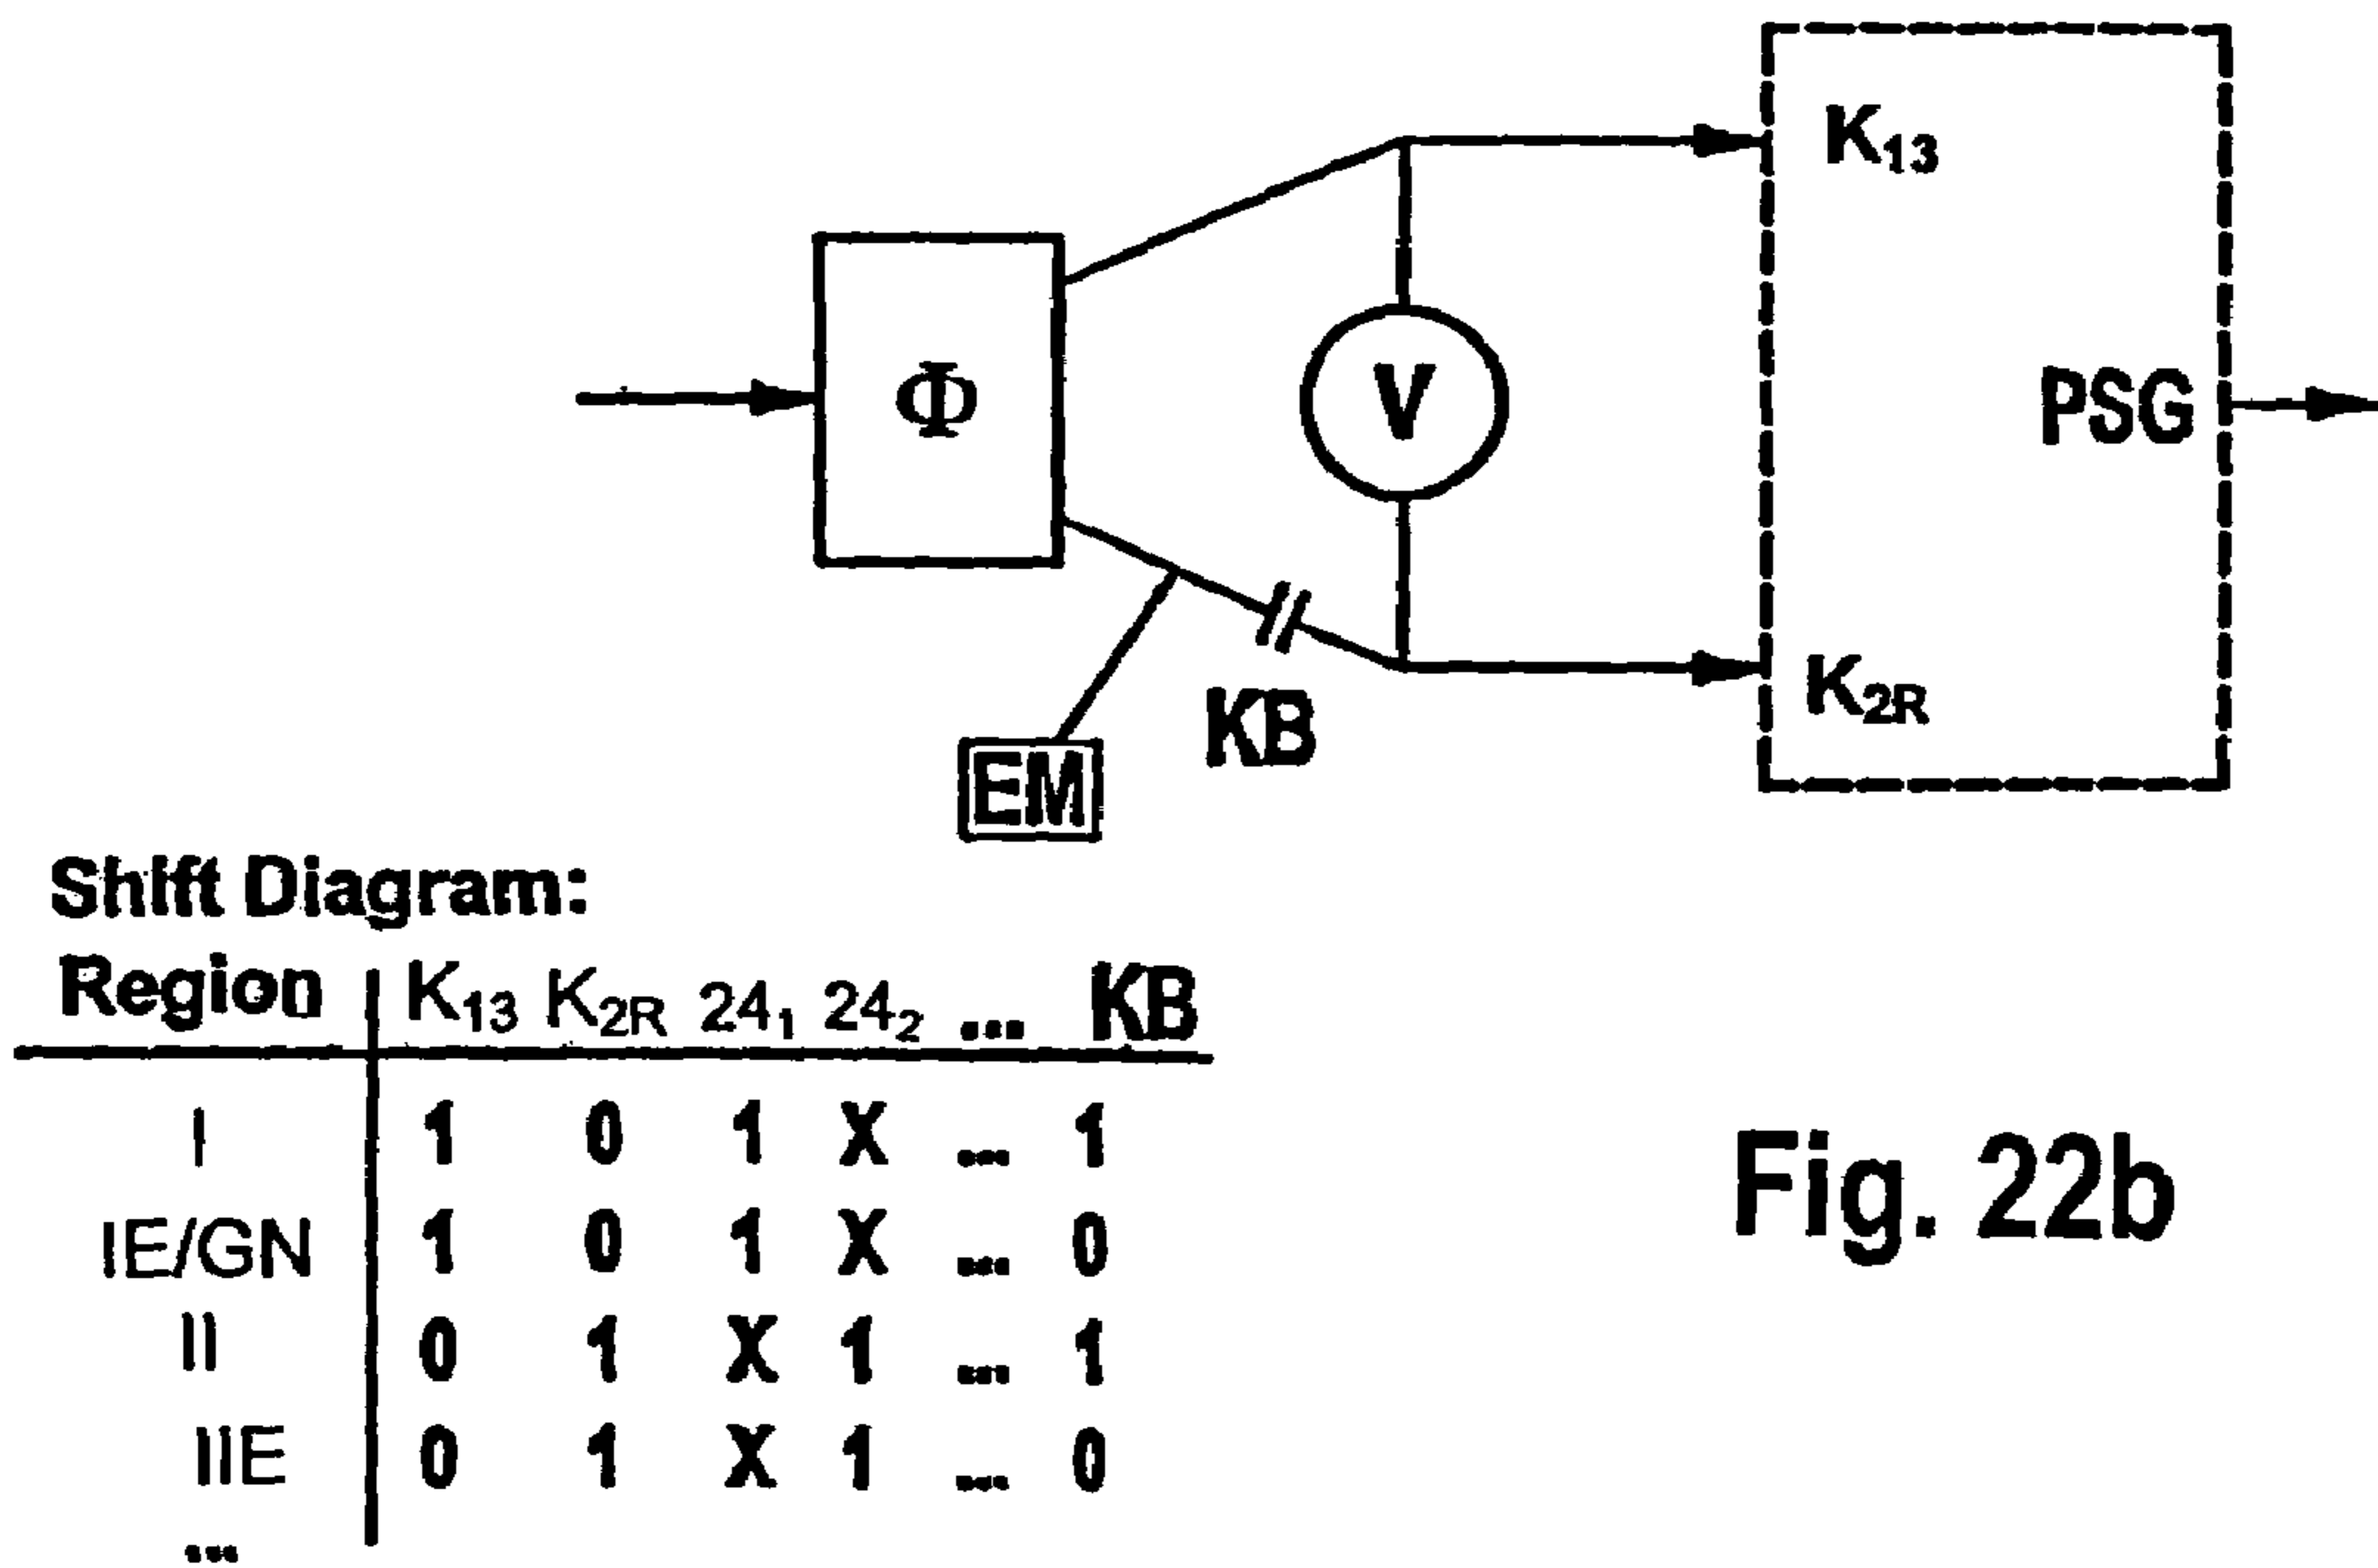 K₁₃
Φ
V
PSG
K₂R
KB
EM
Shift Diagram:
Region K₁₃ K₂R 24₁ 24₂ ... KB
I 1 0 1 X ... 1
IE/GN 1 0 1 X ... 0
II 0 1 X 1 ... 1
IIE 0 1 X 1 ... 0
...
Fig. 22b